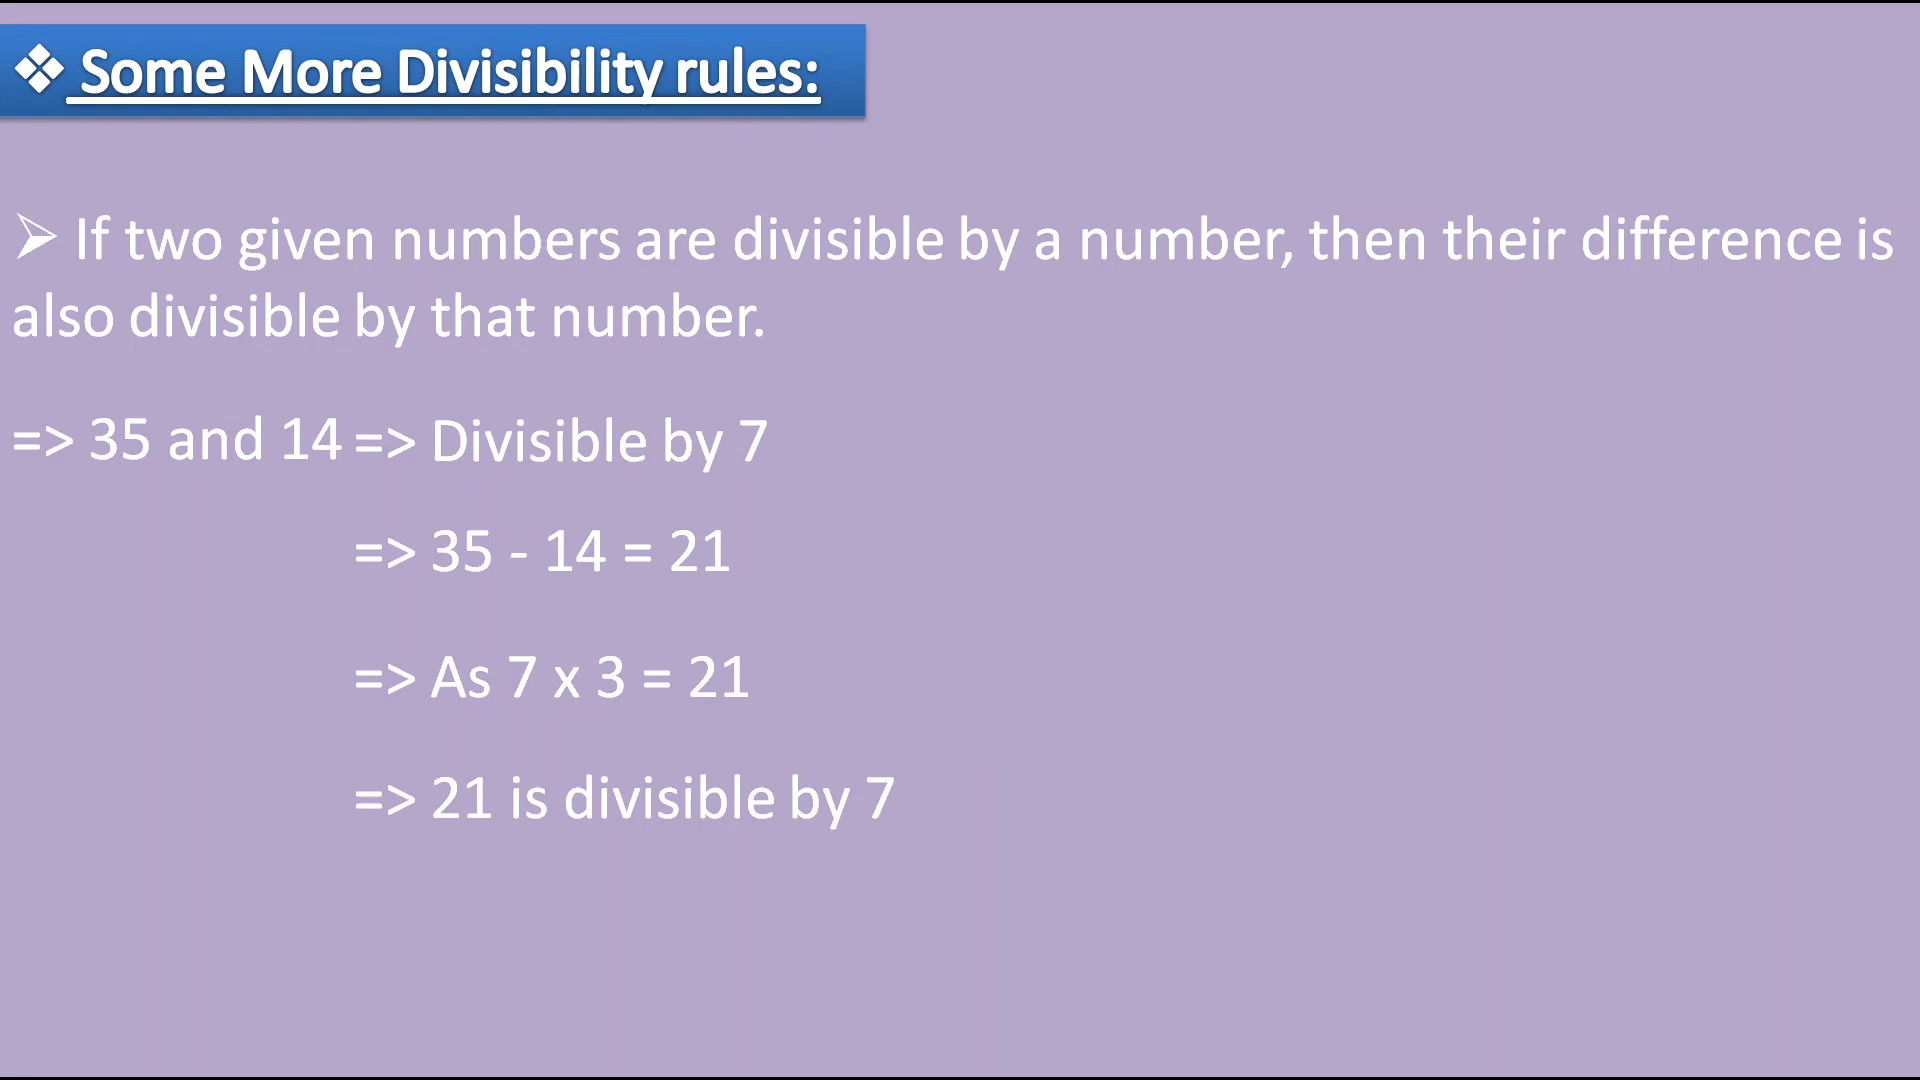 ❖ Some More Divisibility rules:
➢ If two given numbers are divisible by a number, then their difference is
also divisible by that number.
=> 35 and 14 => Divisible by 7
=> 35 - 14 = 21
=> As 7 x 3 = 21
=> 21 is divisible by 7